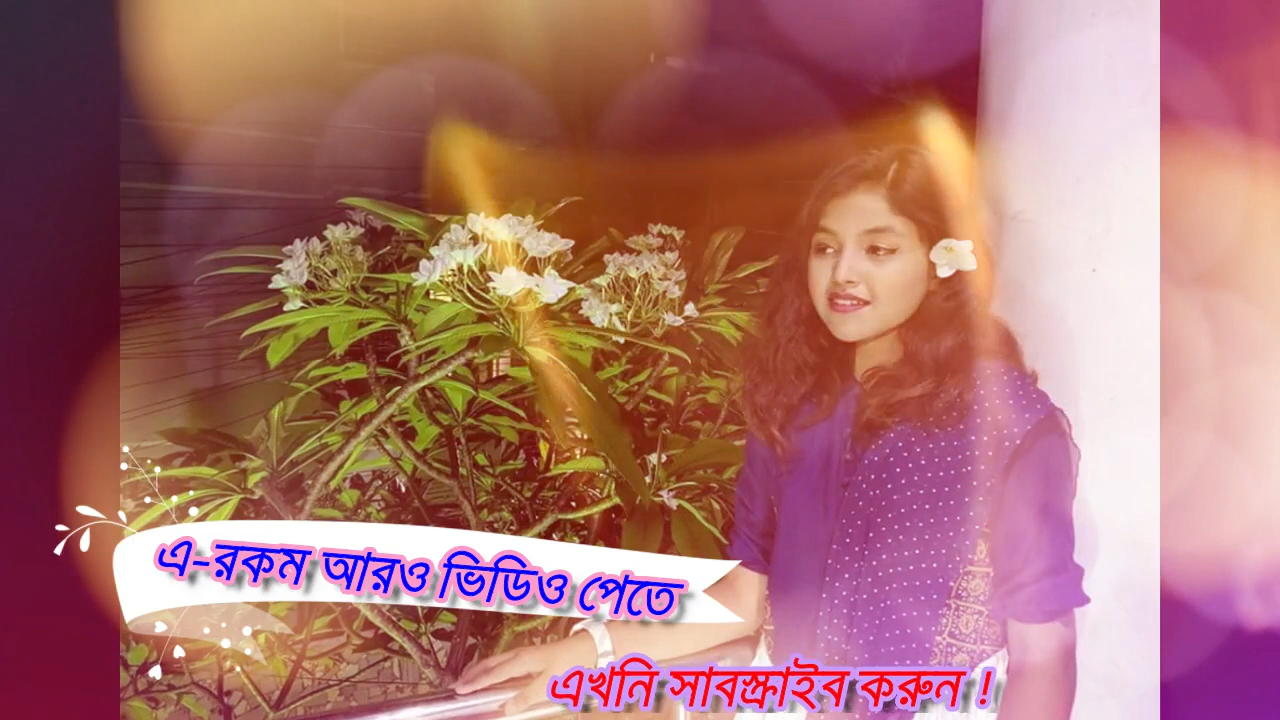 এ-রকম আরও ভিডিও পেতে
এখনি সাবস্ক্রাইব করুন !